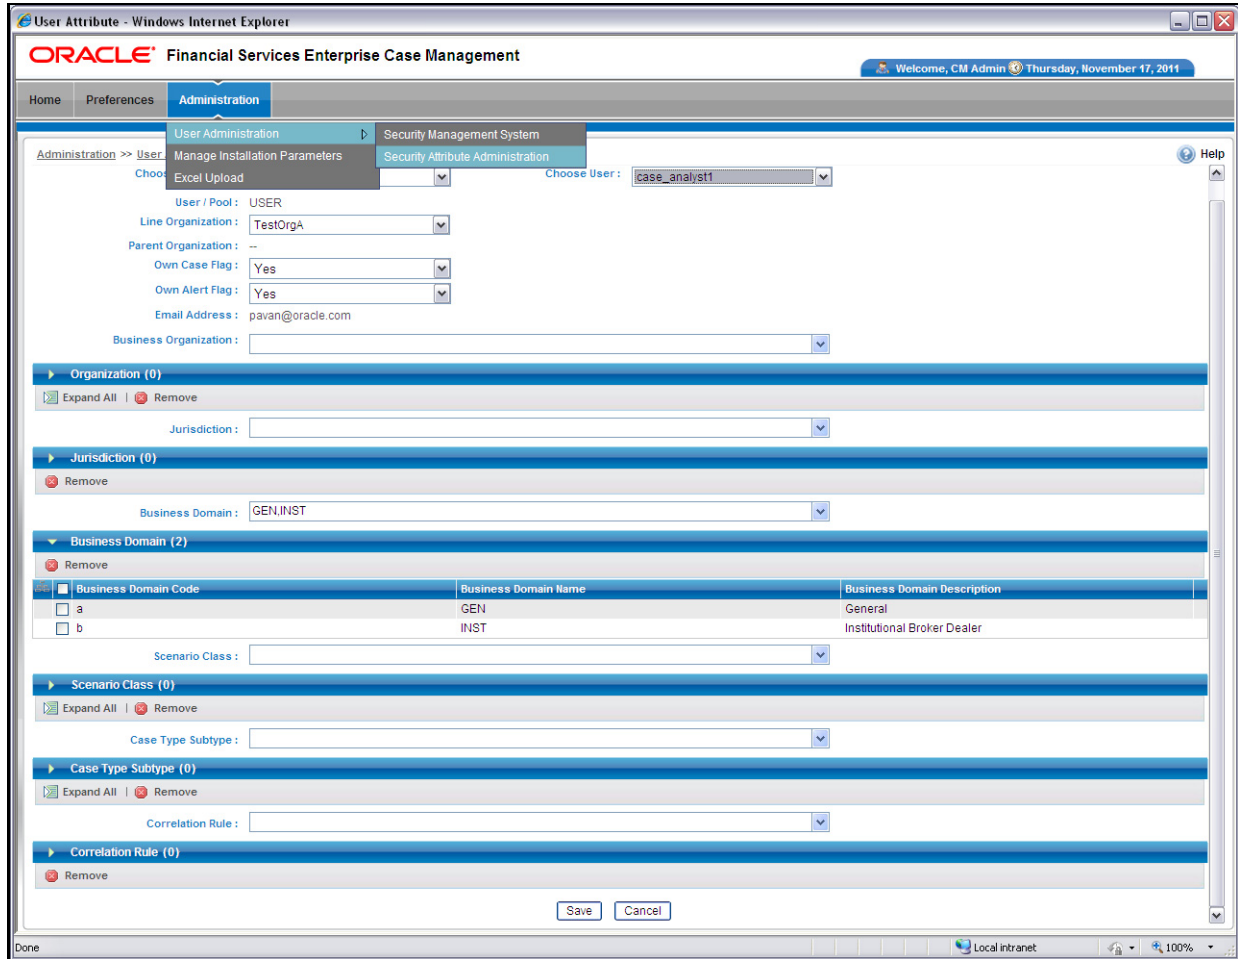 User Attribute - Windows Internet Explorer
ORACLE Financial Services Enterprise Case Management
Welcome, CM Admin Thursday, November 17, 2011
Home Preferences Administration
User Administration Security Management System
Administration >> User Manage Installation Parameters Security Attribute Administration Help
Excel Upload Choose User : case_analyst1
User / Pool : USER
Line Organization : TestOrgA
Parent Organization : --
Own Case Flag : Yes
Own Alert Flag : Yes
Email Address : pavan@oracle.com
Business Organization :
Organization (0)
Expand All | Remove
Jurisdiction :
Jurisdiction (0)
Remove
Business Domain : GEN,INST
Business Domain (2)
Remove
Business Domain Code Business Domain Name Business Domain Description
a GEN General
b INST Institutional Broker Dealer
Scenario Class :
Scenario Class (0)
Expand All | Remove
Case Type Subtype :
Case Type Subtype (0)
Expand All | Remove
Correlation Rule :
Correlation Rule (0)
Remove
Save Cancel
Done Local intranet 100%